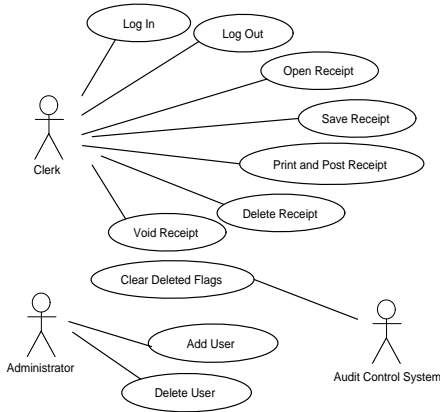 Log In
Log Out
Open Receipt
Save Receipt
Print and Post Receipt
Clerk
Delete Receipt
Void Receipt
Clear Deleted Flags
Add User
Administrator
Audit Control System
Delete User